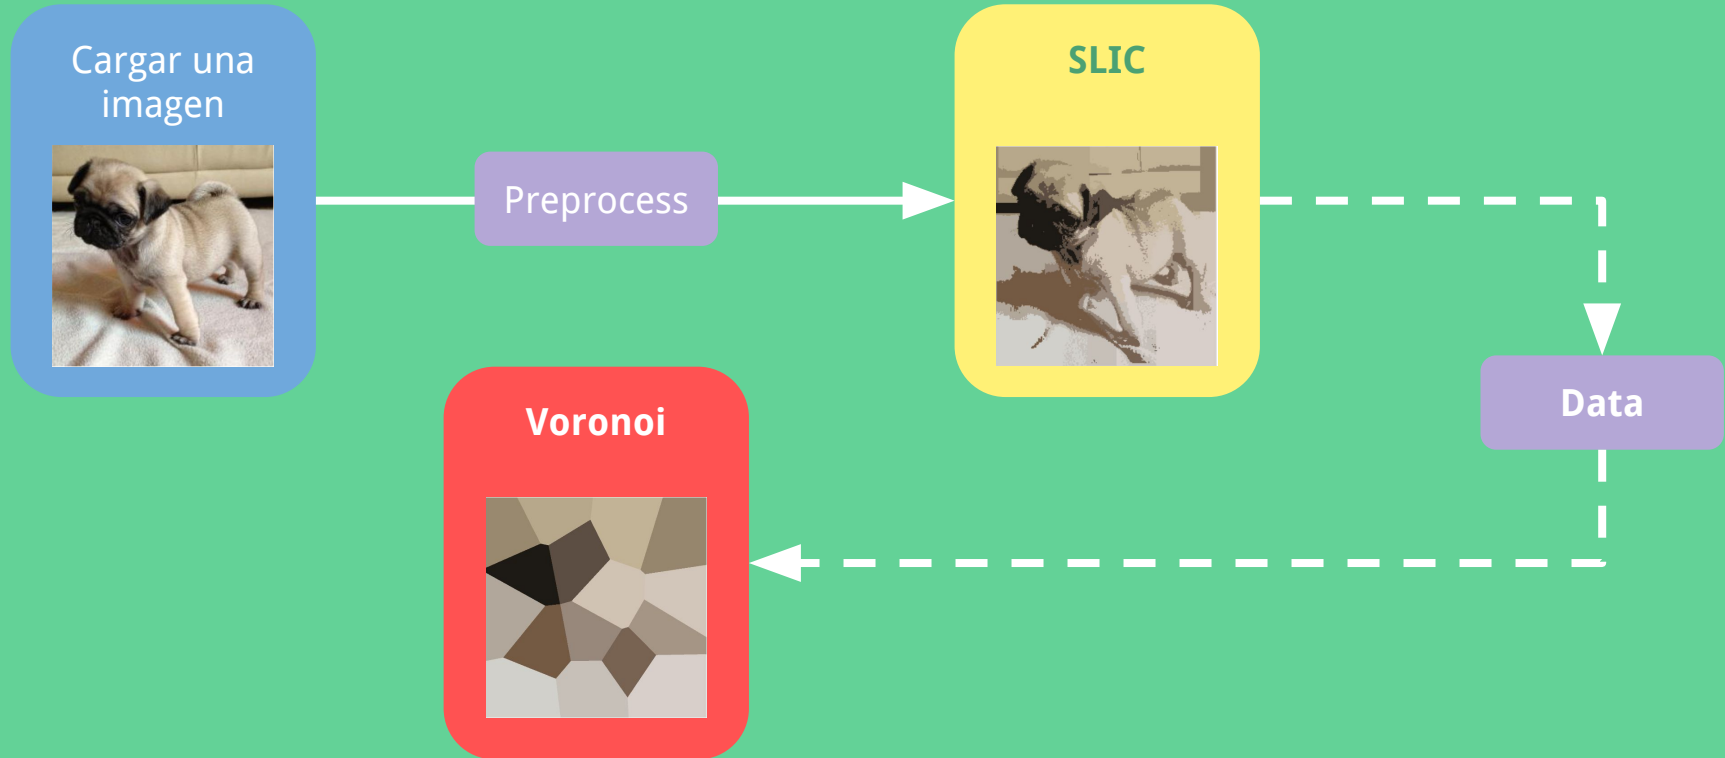 Cargar una
imagen
Preprocess
SLIC
Data
Voronoi